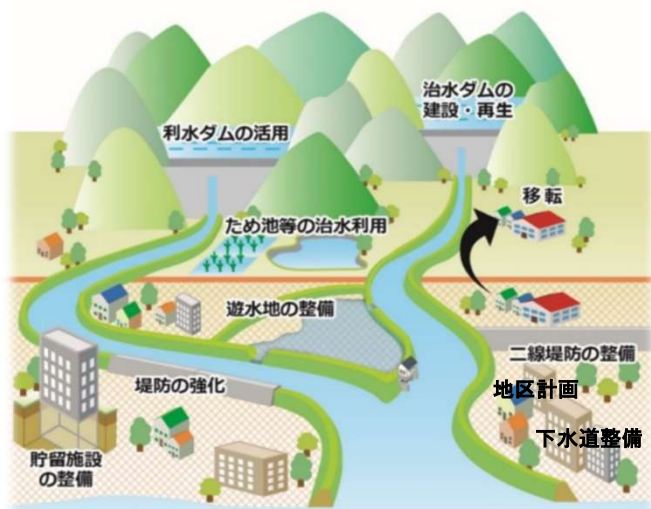 治水ダムの
建設・再生
利水ダムの活用
移転
ため池等の治水利用
遊水地の整備
二線堤防の整備
堤防の強化
地区計画
下水道整備
貯留施設
の整備